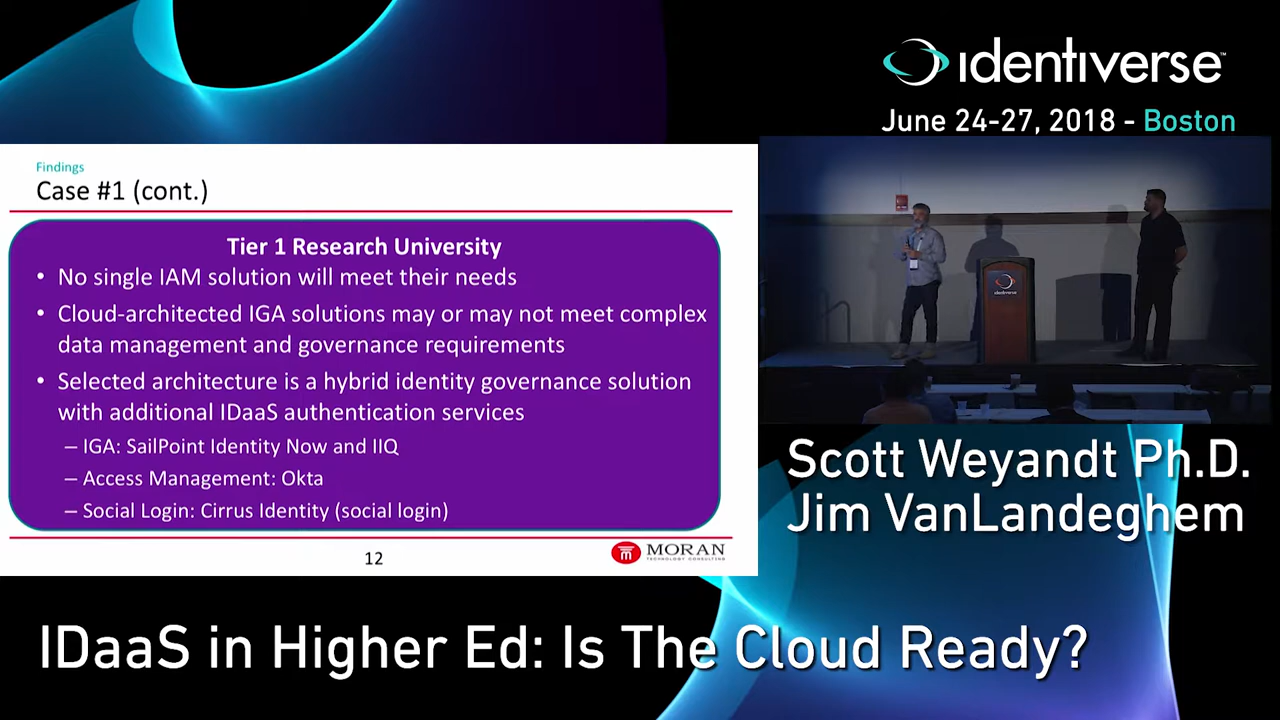 identiverse™
June 24-27, 2018 - Boston
Findings
Case #1 (cont.)
Tier 1 Research University
• No single IAM solution will meet their needs
• Cloud-architected IGA solutions may or may not meet complex
data management and governance requirements
• Selected architecture is a hybrid identity governance solution
with additional IDaaS authentication services
– IGA: SailPoint Identity Now and IIQ
– Access Management: Okta
– Social Login: Cirrus Identity (social login)
12
MORAN
TECHNOLOGY CONSULTING
identiverse
Scott Weyandt Ph.D.
Jim VanLandeghem
IDaaS in Higher Ed: Is The Cloud Ready?